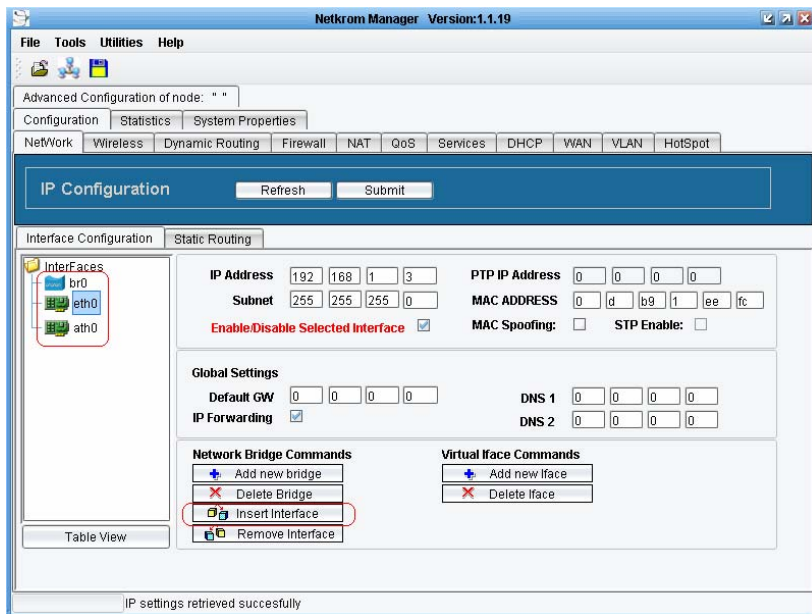 Netkrom Manager Version:1.1.19
File Tools Utilities Help
Advanced Configuration of node: " "
Configuration Statistics System Properties
NetWork Wireless Dynamic Routing Firewall NAT QoS Services DHCP WAN VLAN HotSpot
IP Configuration Refresh Submit
Interface Configuration Static Routing
InterFaces
br0
eth0
ath0
Table View
IP Address 192 168 1 3 PTP IP Address 0 0 0 0
Subnet 255 255 255 0 MAC ADDRESS 0 d b9 1 ee fc
Enable/Disable Selected Interface MAC Spoofing: STP Enable:
Global Settings
Default GW 0 0 0 0 DNS 1 0 0 0 0
IP Forwarding DNS 2 0 0 0 0
Network Bridge Commands Virtual Iface Commands
Add new bridge Add new Iface
Delete Bridge Delete Iface
Insert Interface
Remove Interface
IP settings retrieved succesfully